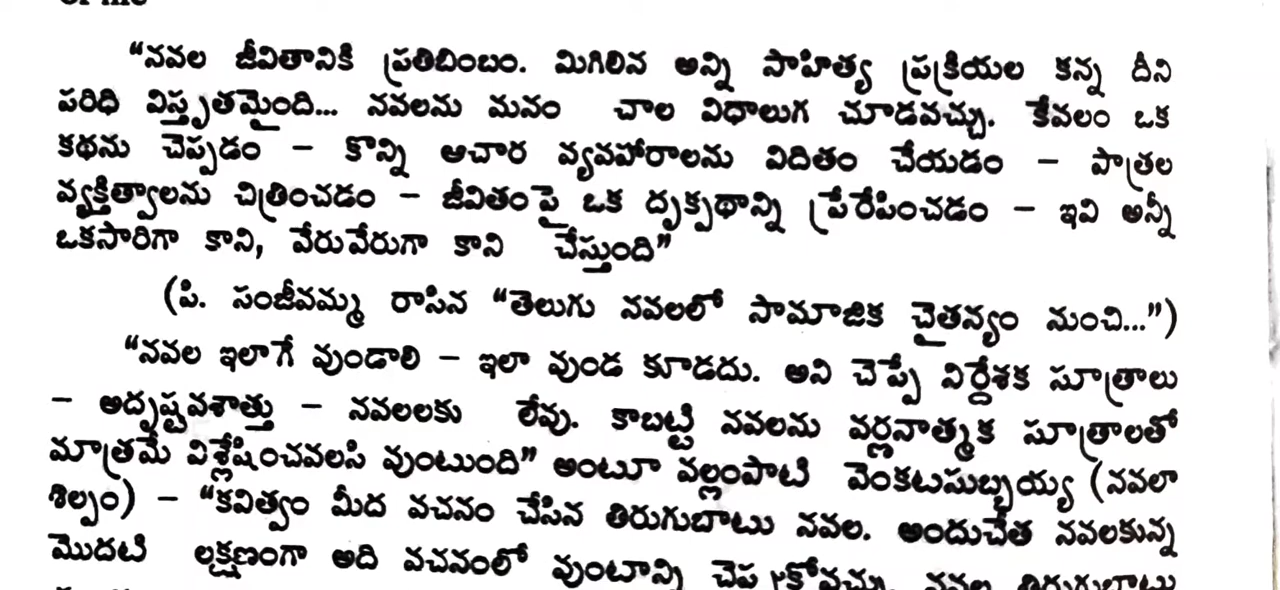 “నవల జీవితానికి ప్రతిబింబం. మిగిలిన అన్ని సాహిత్య ప్రక్రియల కన్న దీని
పరిధి విస్తృతమైంది... నవలను మనం చాల విధాలుగ చూడవచ్చు. కేవలం ఒక
కథను చెప్పడం – కొన్ని ఆచార వ్యవహారాలను విదితం చేయడం – పాత్రల
వ్యక్తిత్వాలను చిత్రించడం – జీవితంపై ఒక దృక్పథాన్ని ప్రేరేపించడం – ఇవి అన్నీ
ఒకసారిగా కాని, వేరువేరుగా కాని చేస్తుంది”
(పి. సంజీవమ్మ రాసిన “తెలుగు నవలలో సామాజిక చైతన్యం నుంచి...”)
“నవల ఇలాగే వుండాలి – ఇలా వుండ కూడదు. అని చెప్పే నిర్దేశక సూత్రాలు
– అదృష్టవశాత్తు – నవలలకు లేవు. కాబట్టి నవలను వర్ణనాత్మక సూత్రాలతో
మాత్రమే విశ్లేషించవలసి వుంటుంది” అంటూ వల్లంపాటి వెంకటసుబ్బయ్య (నవలా
శిల్పం) – “కవిత్వం మీద వచనం చేసిన తిరుగుబాటు నవల. అందుచేత నవలకున్న
మొదటి లక్షణంగా అది వచనంలో వుంటాన్ని నవల తిరుగుబాటు